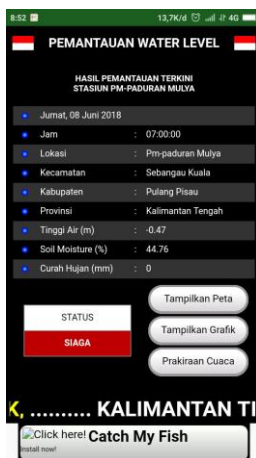 8:52
13,7K/d 4G
PEMANTAUAN WATER LEVEL
HASIL PEMANTAUAN TERKINI
STASIUN PM-PADURAN MULYA
Jumat, 08 Juni 2018
Jam : 07:00:00
Lokasi : Pm-paduran Mulya
Kecamatan : Sebangau Kuala
Kabupaten : Pulang Pisau
Provinsi : Kalimantan Tengah
Tinggi Air (m) : -0.47
Soil Moisture (%) : 44.76
Curah Hujan (mm) : 0
STATUS
SIAGA
Tampilkan Peta
Tampilkan Grafik
Prakiraan Cuaca
K, .......... KALIMANTAN TE
Click here! Catch My Fish
Install now!